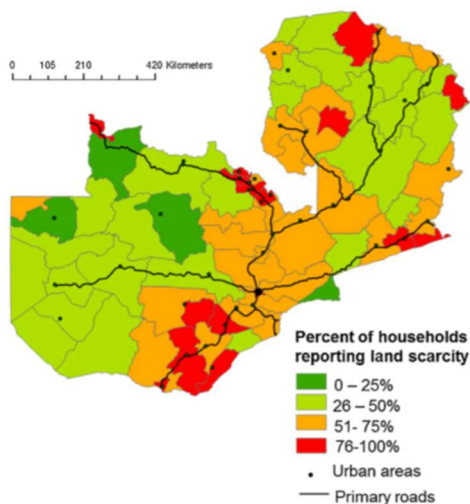 0 105 210 420 Kilometers
Percent of households
reporting land scarcity
0 – 25%
26 – 50%
51- 75%
76-100%
Urban areas
Primary roads